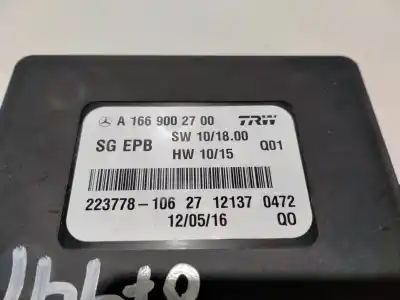 A 166 900 27 00 TRW
SG EPB SW 10/18.00 Q01
HW 10/15
223778-106 27 12137 0472
12/05/16 QO